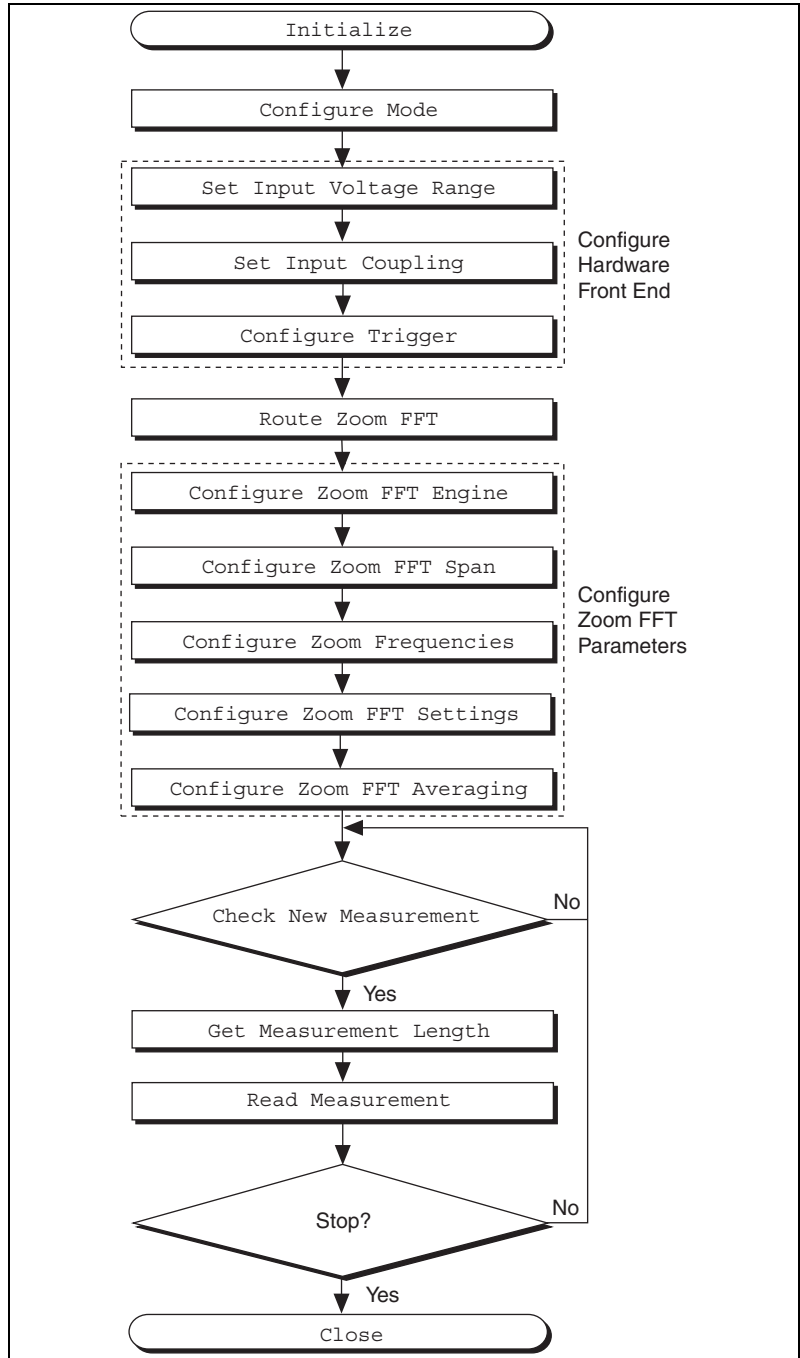 Initialize
Configure Mode
Set Input Voltage Range
Set Input Coupling
Configure Trigger
Configure
Hardware
Front End
Route Zoom FFT
Configure Zoom FFT Engine
Configure Zoom FFT Span
Configure Zoom Frequencies
Configure Zoom FFT Settings
Configure Zoom FFT Averaging
Configure
Zoom FFT
Parameters
Check New Measurement
No
Yes
Get Measurement Length
Read Measurement
Stop?
No
Yes
Close